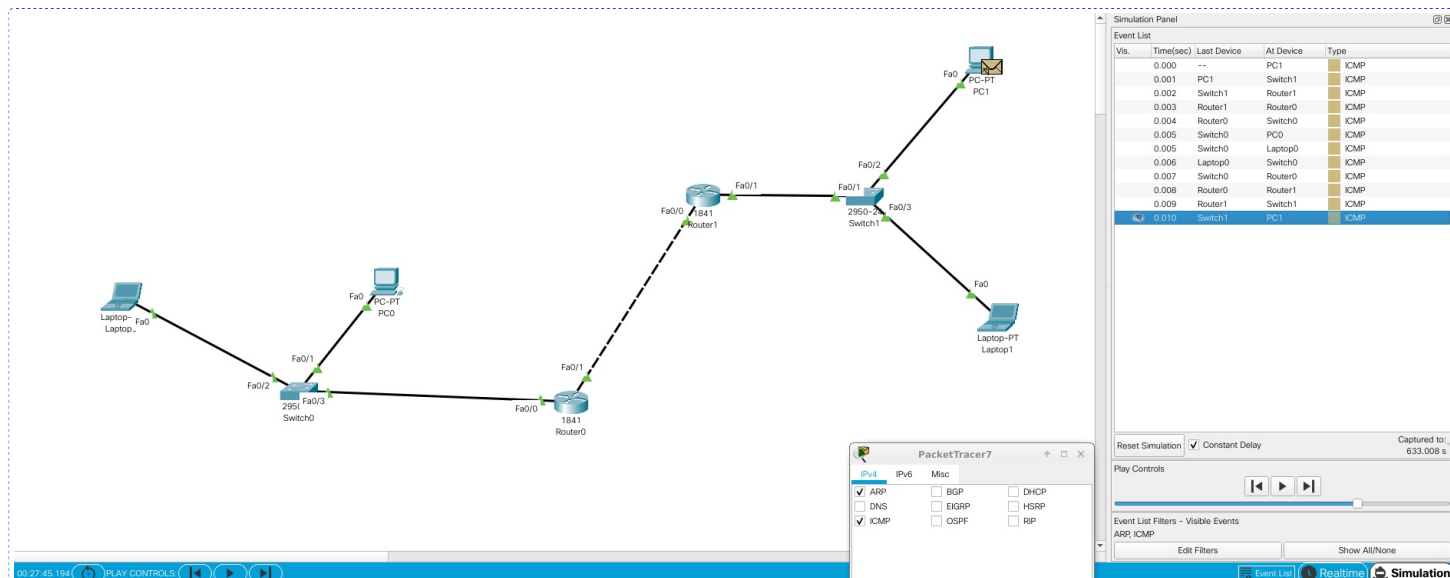 Simulation Panel
Event List
Vis. Time(sec) Last Device At Device Type
0.000 -- PC1 ICMP
0.001 PC1 Switch1 ICMP
0.002 Switch1 Router1 ICMP
0.003 Router1 Router0 ICMP
0.004 Router0 Switch0 ICMP
0.005 Switch0 PC0 ICMP
0.005 Switch0 Laptop0 ICMP
0.006 Laptop0 Switch0 ICMP
0.007 Switch0 Router0 ICMP
0.008 Router0 Router1 ICMP
0.009 Router1 Switch1 ICMP
0.010 Switch1 PC1 ICMP
Reset Simulation Constant Delay
Captured to:
633.008 s
Play Controls
Event List Filters - Visible Events
ARP, ICMP
Edit Filters Show All/None
Fa0
PC-PT
PC1
Fa0/2
Fa0/1
Fa0/1
Fa0/3
2950-24
Switch1
Fa0/0
1841
Router1
Fa0
Laptop-PT
Laptop1
Fa0
PC-PT
PC0
Laptop-
Fa0
Laptop
Fa0/1
Fa0/2
Fa0/3
295
Switch0
Fa0/1
Fa0/0
1841
Router0
PacketTracer7
IPv4 IPv6 Misc
ARP BGP DHCP
DNS EIGRP HSRP
ICMP OSPF RIP
00:27:45.194 PLAY CONTROLS:
Event List Realtime Simulation